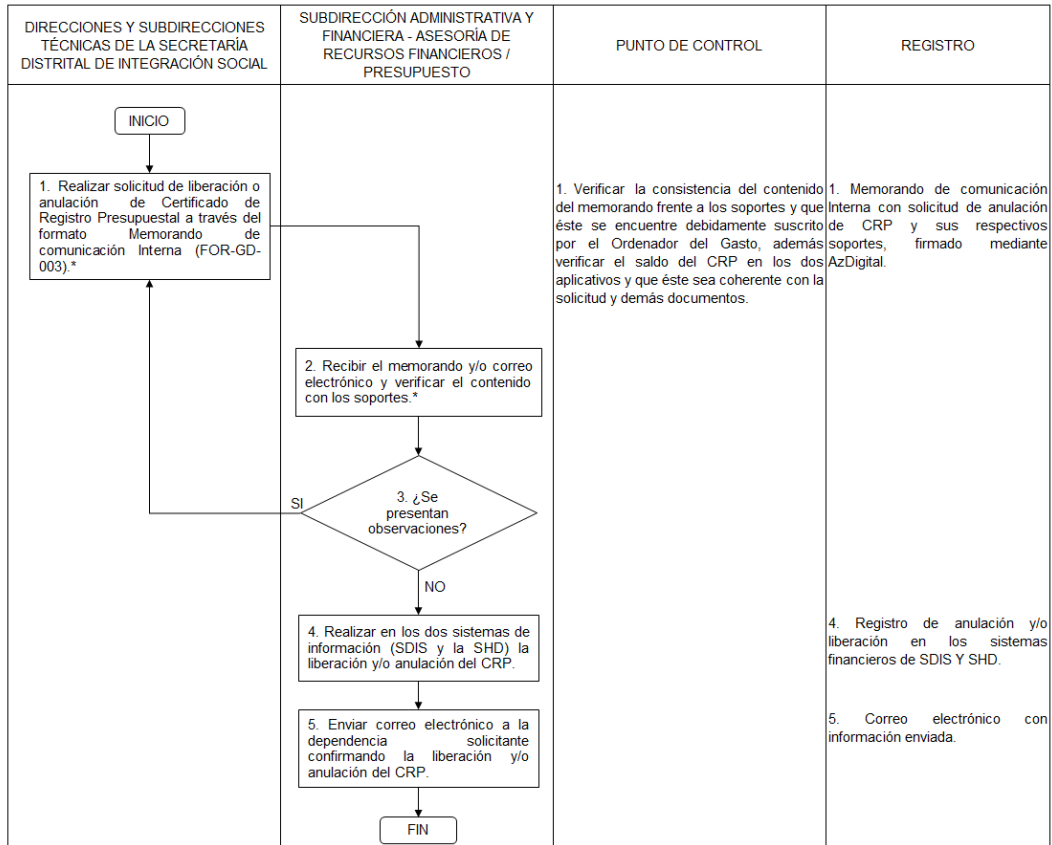 DIRECCIONES Y SUBDIRECCIONES
TÉCNICAS DE LA SECRETARÍA
DISTRITAL DE INTEGRACIÓN SOCIAL
SUBDIRECCIÓN ADMINISTRATIVA Y
FINANCIERA - ASESORÍA DE
RECURSOS FINANCIEROS /
PRESUPUESTO
PUNTO DE CONTROL
REGISTRO
INICIO
1. Realizar solicitud de liberación o
anulación de Certificado de
Registro Presupuestal a través del
formato Memorando de
comunicación Interna (FOR-GD-
003).*
1. Verificar la consistencia del contenido
del memorando frente a los soportes y que
éste se encuentre debidamente suscrito
por el Ordenador del Gasto, además
verificar el saldo del CRP en los dos
aplicativos y que éste sea coherente con la
solicitud y demás documentos.
1. Memorando de comunicación
Interna con solicitud de anulación
de CRP y sus respectivos
soportes, firmado mediante
AzDigital.
2. Recibir el memorando y/o correo
electrónico y verificar el contenido
con los soportes.*
3. ¿Se
presentan
observaciones?
SI
NO
4. Realizar en los dos sistemas de
información (SDIS y la SHD) la
liberación y/o anulación del CRP.
4. Registro de anulación y/o
liberación en los sistemas
financieros de SDIS Y SHD.
5. Enviar correo electrónico a la
dependencia solicitante
confirmando la liberación y/o
anulación del CRP.
5. Correo electrónico con
información enviada.
FIN